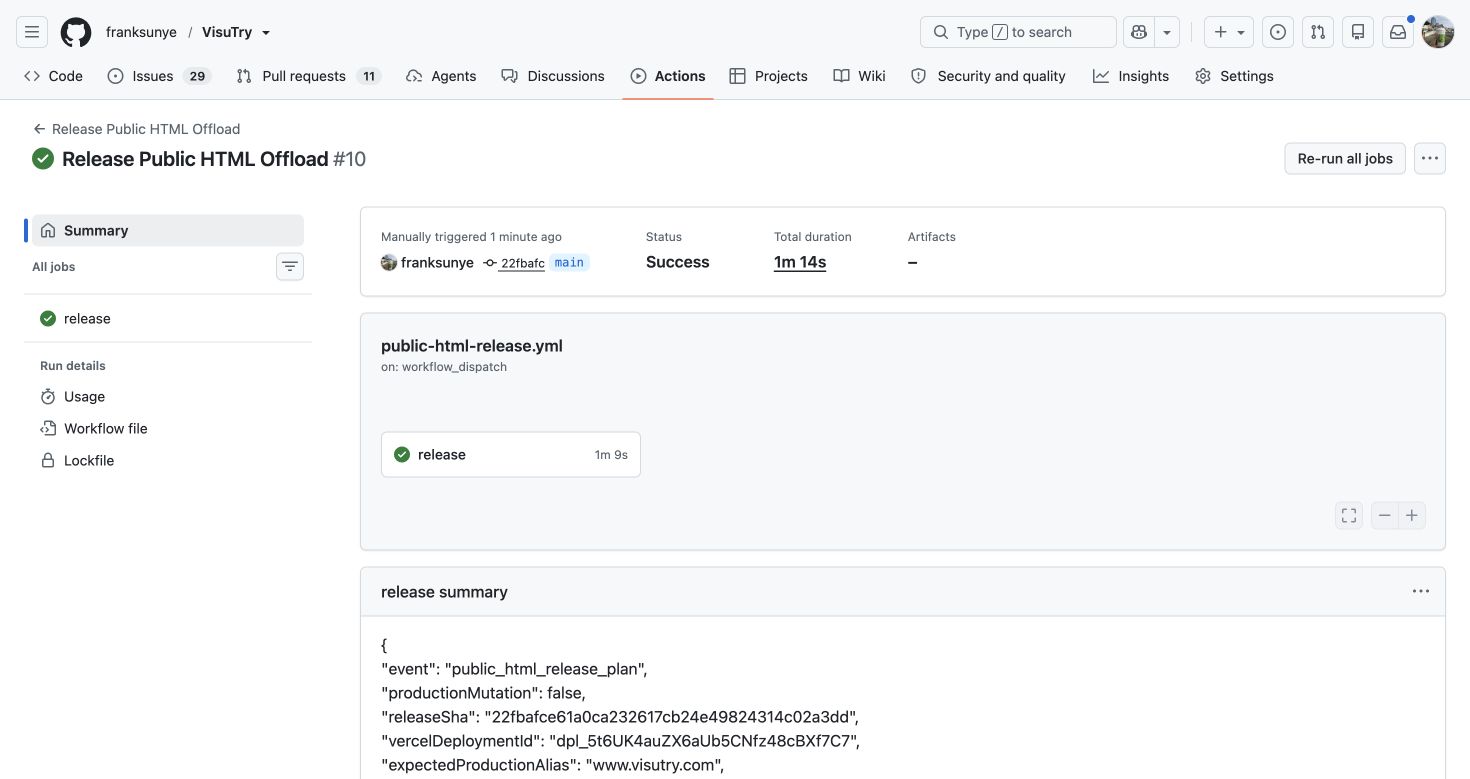 franksunye / VisuTry
Type / to search
Code
Issues 29
Pull requests 11
Agents
Discussions
Actions
Projects
Wiki
Security and quality
Insights
Settings
Release Public HTML Offload
Release Public HTML Offload #10
Re-run all jobs
Summary
All jobs
release
Run details
Usage
Workflow file
Lockfile
Manually triggered 1 minute ago
franksunye 22fbafc main
Status
Success
Total duration
1m 14s
Artifacts
–
public-html-release.yml
on: workflow_dispatch
release 1m 9s
release summary
{
"event": "public_html_release_plan",
"productionMutation": false,
"releaseSha": "22fbafce61a0ca232617cb24e49824314c02a3dd",
"vercelDeploymentId": "dpl_5t6UK4auZX6aUb5CNfz48cBXf7C7",
"expectedProductionAlias": "www.visutry.com",